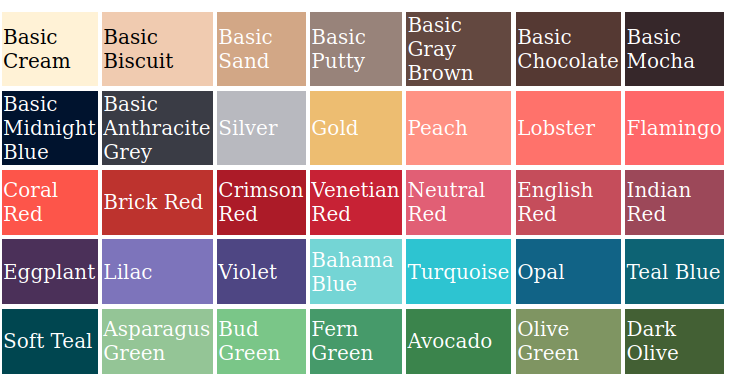 Basic
Cream
Basic
Biscuit
Basic
Sand
Basic
Putty
Basic
Gray
Brown
Basic
Chocolate
Basic
Mocha
Basic
Midnight
Blue
Basic
Anthracite
Grey
Silver
Gold
Peach
Lobster
Flamingo
Coral
Red
Brick Red
Crimson
Red
Venetian
Red
Neutral
Red
English
Red
Indian
Red
Eggplant
Lilac
Violet
Bahama
Blue
Turquoise
Opal
Teal Blue
Soft Teal
Asparagus
Green
Bud
Green
Fern
Green
Avocado
Olive
Green
Dark
Olive